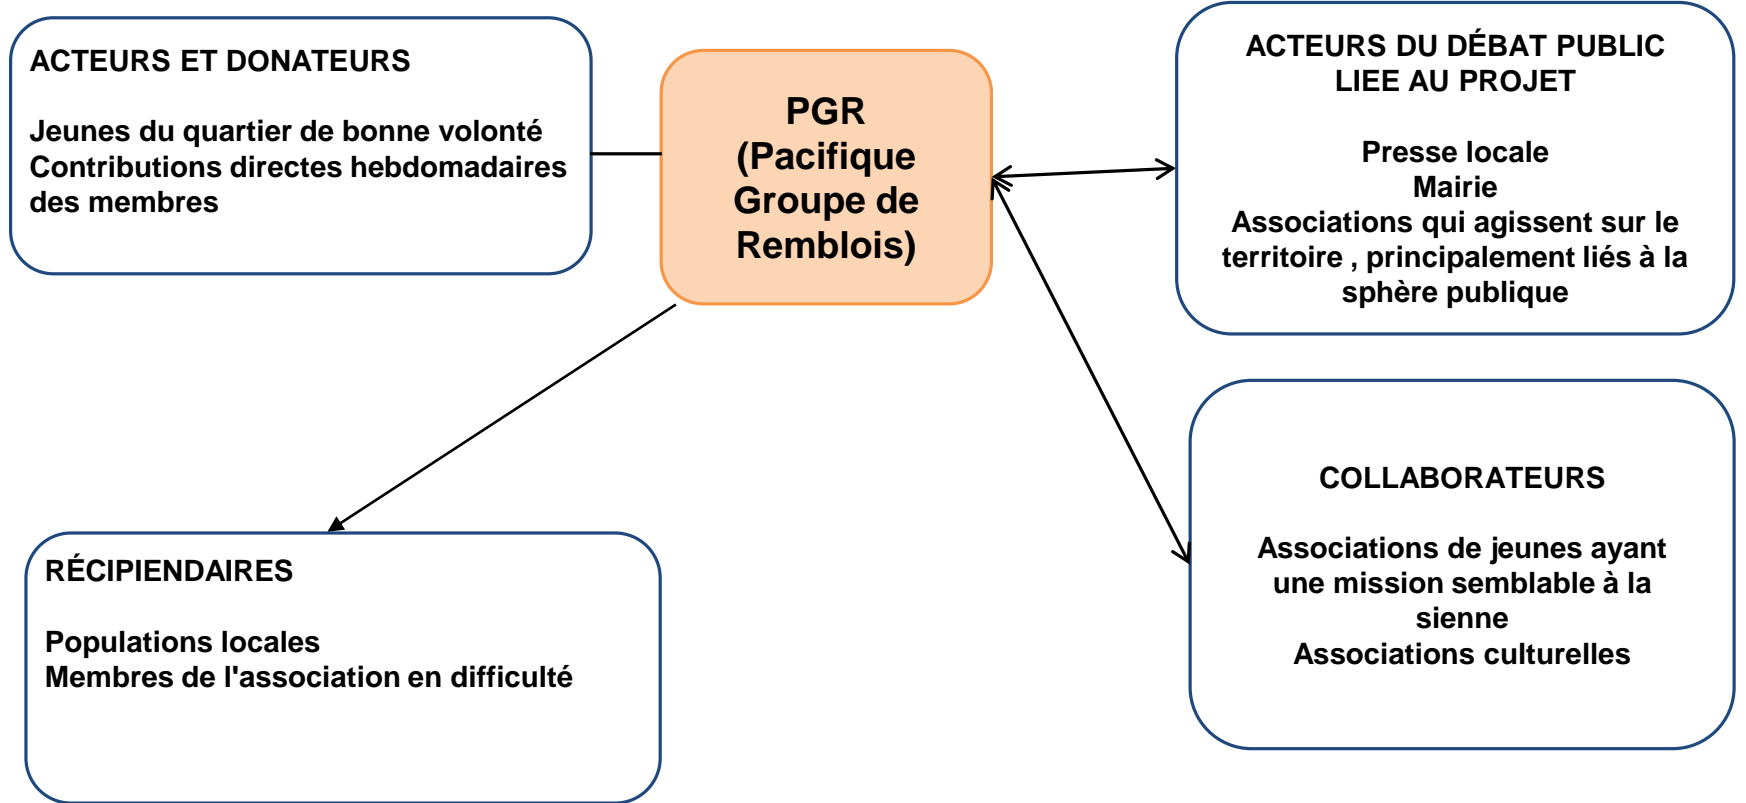 ACTEURS ET DONATEURS
Jeunes du quartier de bonne volonté
Contributions directes hebdomadaires
des membres
PGR
(Pacifique
Groupe de
Remblois)
ACTEURS DU DÉBAT PUBLIC
LIEE AU PROJET
Presse locale
Mairie
Associations qui agissent sur le
territoire , principalement liés à la
sphère publique
RÉCIPIENDAIRES
Populations locales
Membres de l'association en difficulté
COLLABORATEURS
Associations de jeunes ayant
une mission semblable à la
sienne
Associations culturelles